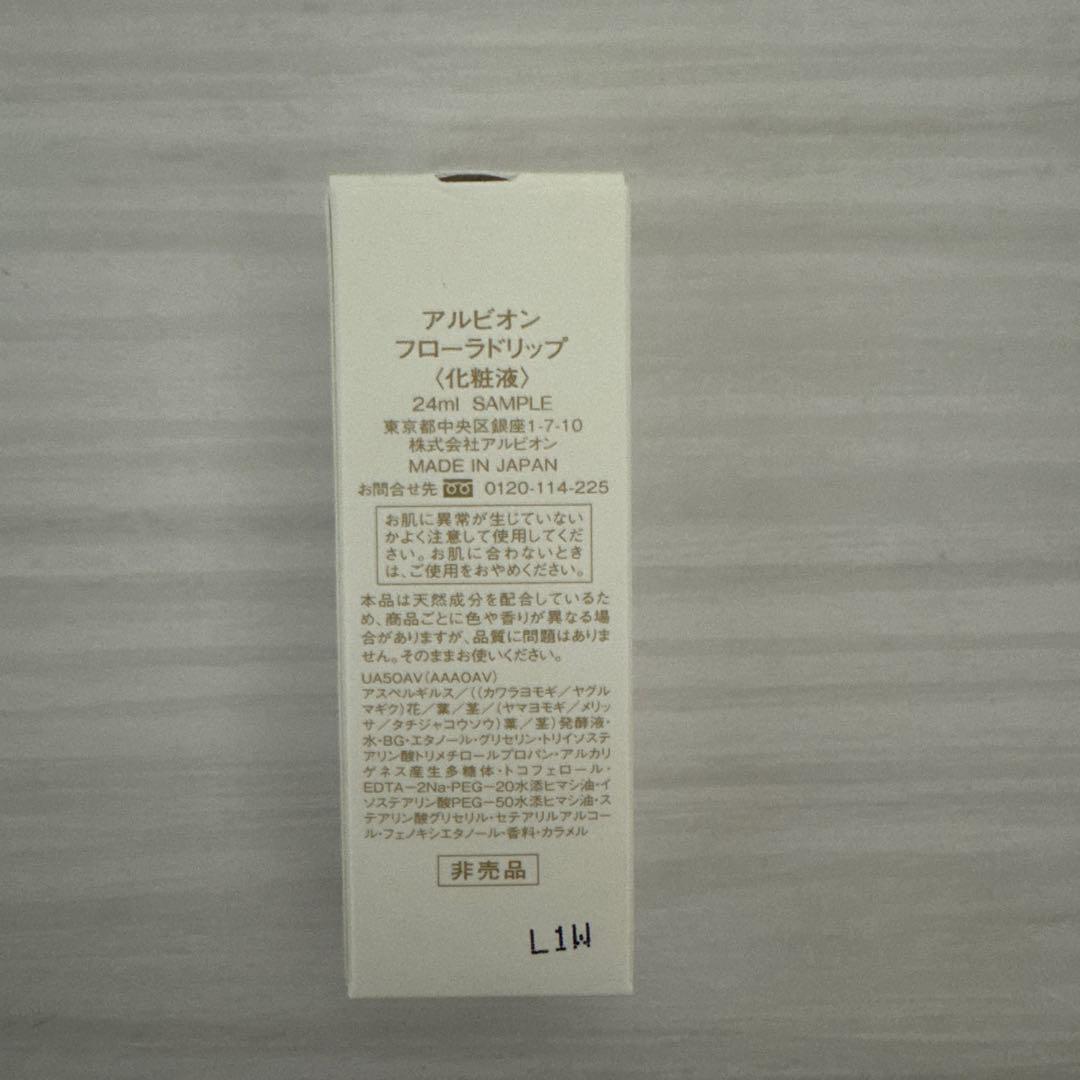 アルビオン
フローラドリップ
〈化粧液〉
24ml SAMPLE
東京都中央区銀座1-7-10
株式会社アルビオン
MADE IN JAPAN
お問合せ先 0120-114-225
お肌に異常が生じていない
かよく注意して使用してくだ
さい。お肌に合わないとき
は、ご使用をおやめください。
本品は天然成分を配合しているた
め、商品ごとに色や香りが異なる場
合がありますが、品質に問題はありま
せん。そのままお使いください。
UA50AV(AAA0AV)
アスペルギルス／((カワラヨモギ／ヤグル
マギク)花／葉／茎／(ヤマヨモギ／メリッ
サ／タチジャコウソウ)葉／茎)発酵液・
水・BG・エタノール・グリセリン・トリイソステ
アリン酸トリメチロールプロパン・アルカリ
ゲネス産生多糖体・トコフェロール・
EDTA－2Na・PEG－20水添ヒマシ油・イ
ソステアリン酸PEG－50水添ヒマシ油・ス
テアリン酸グリセリル・セテアリルアルコー
ル・フェノキシエタノール・香料・カラメル
非売品
L1W